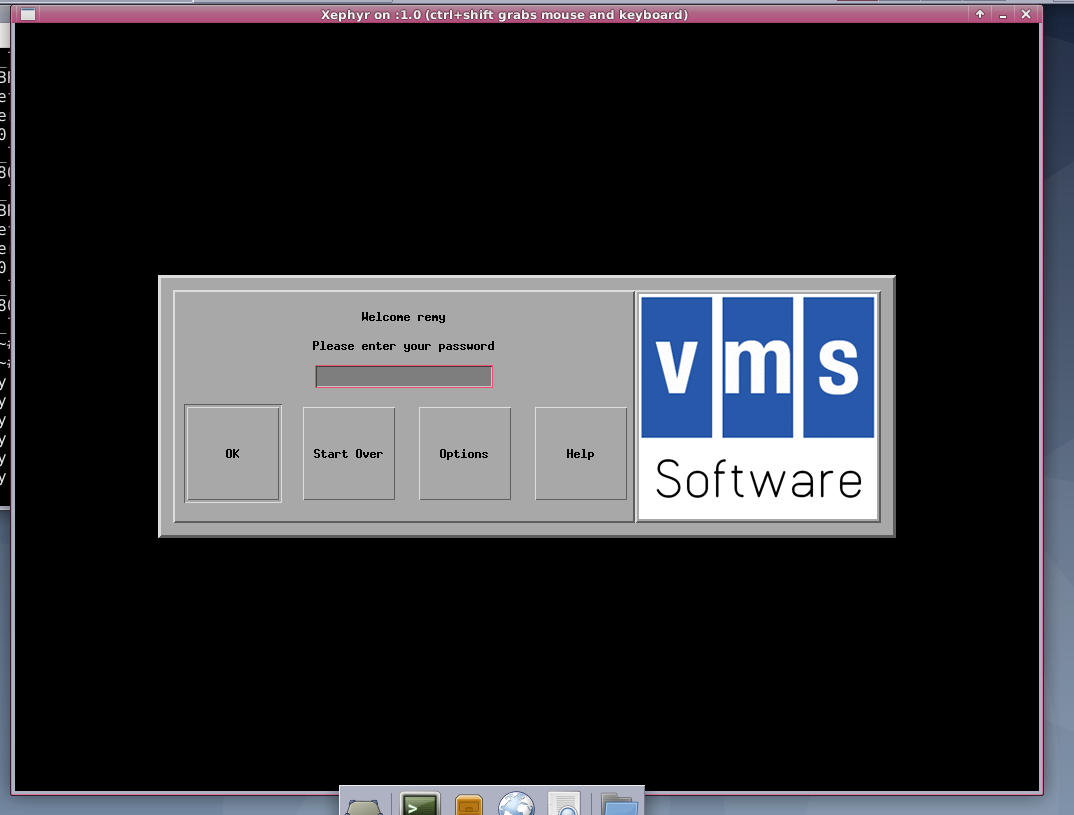 Xephyr on :1.0 (ctrl+shift grabs mouse and keyboard)
Welcome remy
Please enter your password
OK
Start Over
Options
Help
vms
Software